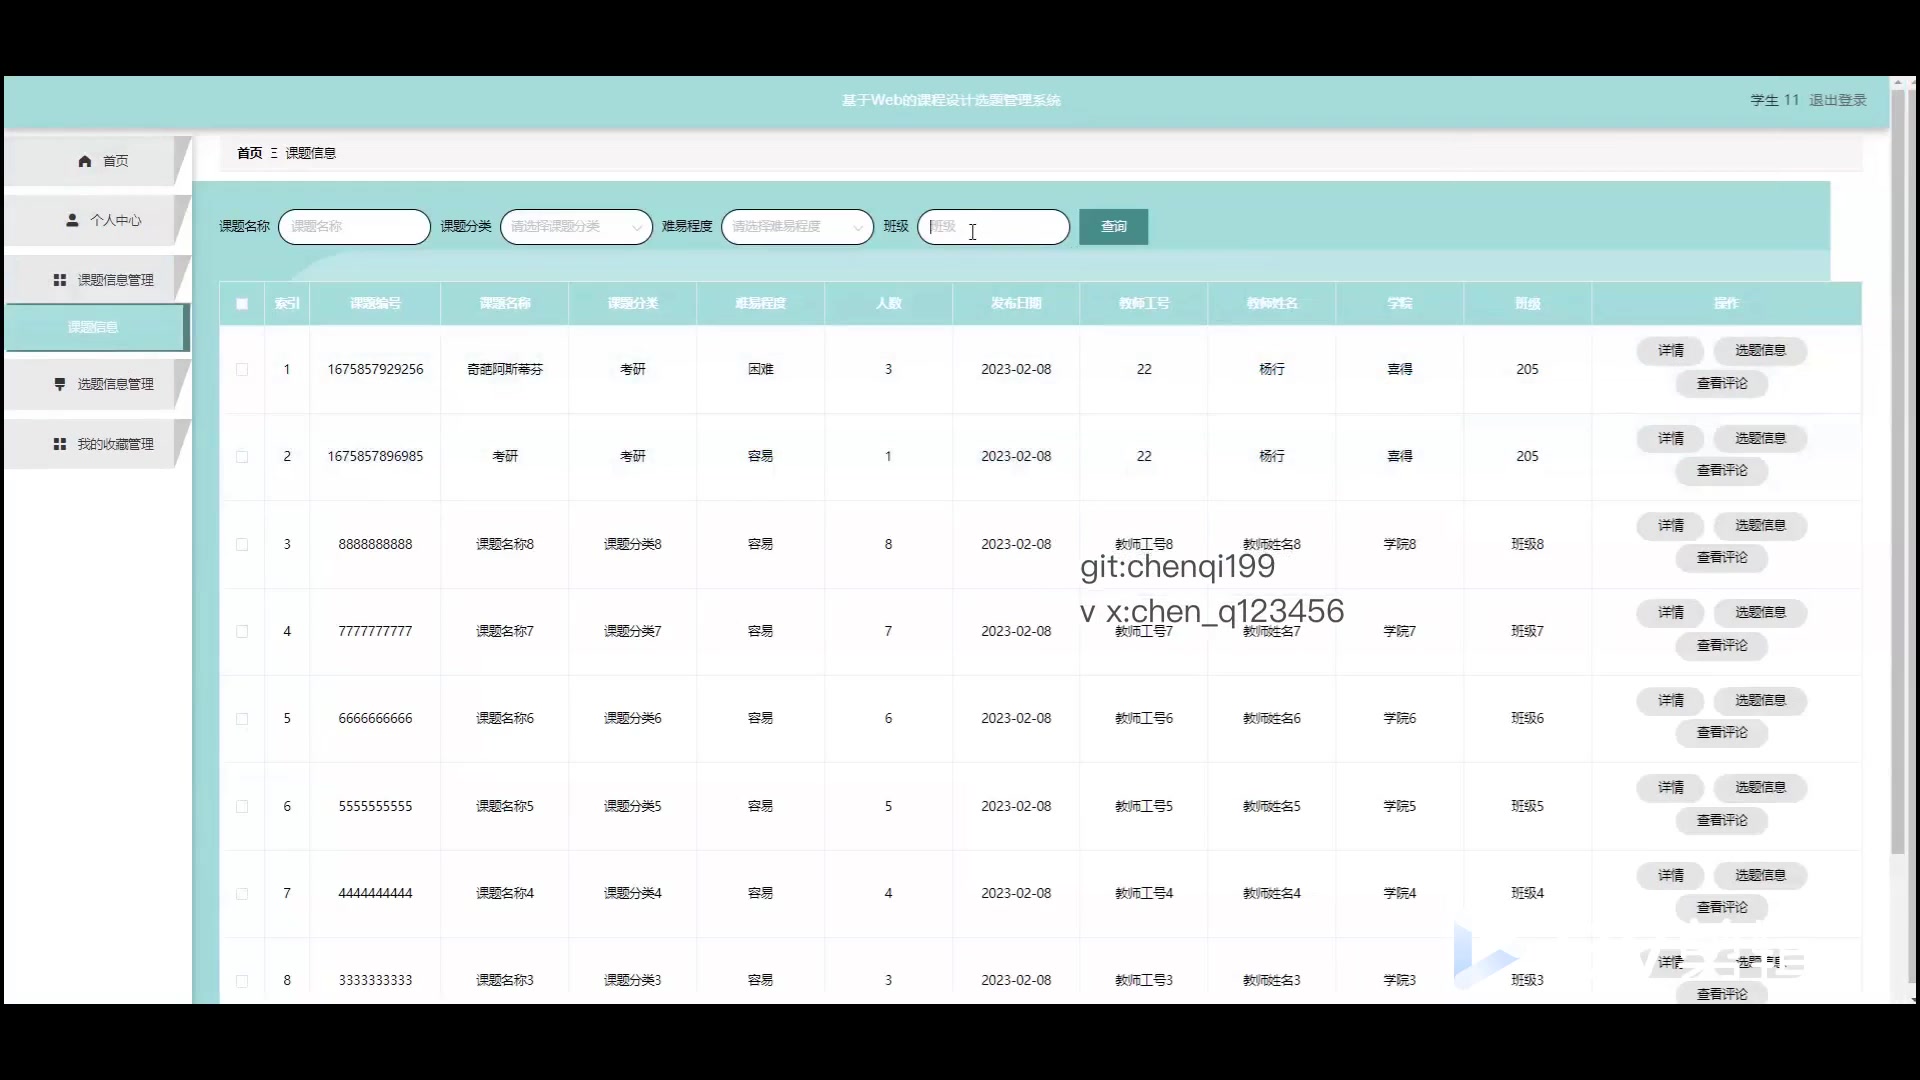 基于Web的课程设计选题管理系统
学生 11 退出登录
首页
个人中心
课题信息管理
课题信息
选题信息管理
我的收藏管理
首页 Ξ 课题信息
课题名称 课题名称 课题分类 请选择课题分类 难易程度 请选择难易程度 班级 班级 查询
索引 课题编号 课题名称 课题分类 难易程度 人数 发布日期 教师工号 教师姓名 学院 班级 操作
1 1675857929256 奇葩阿斯蒂芬 考研 困难 3 2023-02-08 22 杨行 喜得 205 详情 选题信息
查看评论
2 1675857896985 考研 考研 容易 1 2023-02-08 22 杨行 喜得 205 详情 选题信息
查看评论
3 8888888888 课题名称8 课题分类8 容易 8 2023-02-08 教师工号8 教师姓名8 学院8 班级8 详情 选题信息
查看评论
git:chenqi199
v x:chen_q123456
4 7777777777 课题名称7 课题分类7 容易 7 2023-02-08 教师工号7 教师姓名7 学院7 班级7 详情 选题信息
查看评论
5 6666666666 课题名称6 课题分类6 容易 6 2023-02-08 教师工号6 教师姓名6 学院6 班级6 详情 选题信息
查看评论
6 5555555555 课题名称5 课题分类5 容易 5 2023-02-08 教师工号5 教师姓名5 学院5 班级5 详情 选题信息
查看评论
7 4444444444 课题名称4 课题分类4 容易 4 2023-02-08 教师工号4 教师姓名4 学院4 班级4 详情 选题信息
查看评论
8 3333333333 课题名称3 课题分类3 容易 3 2023-02-08 教师工号3 教师姓名3 学院3 班级3 详情
查看评论